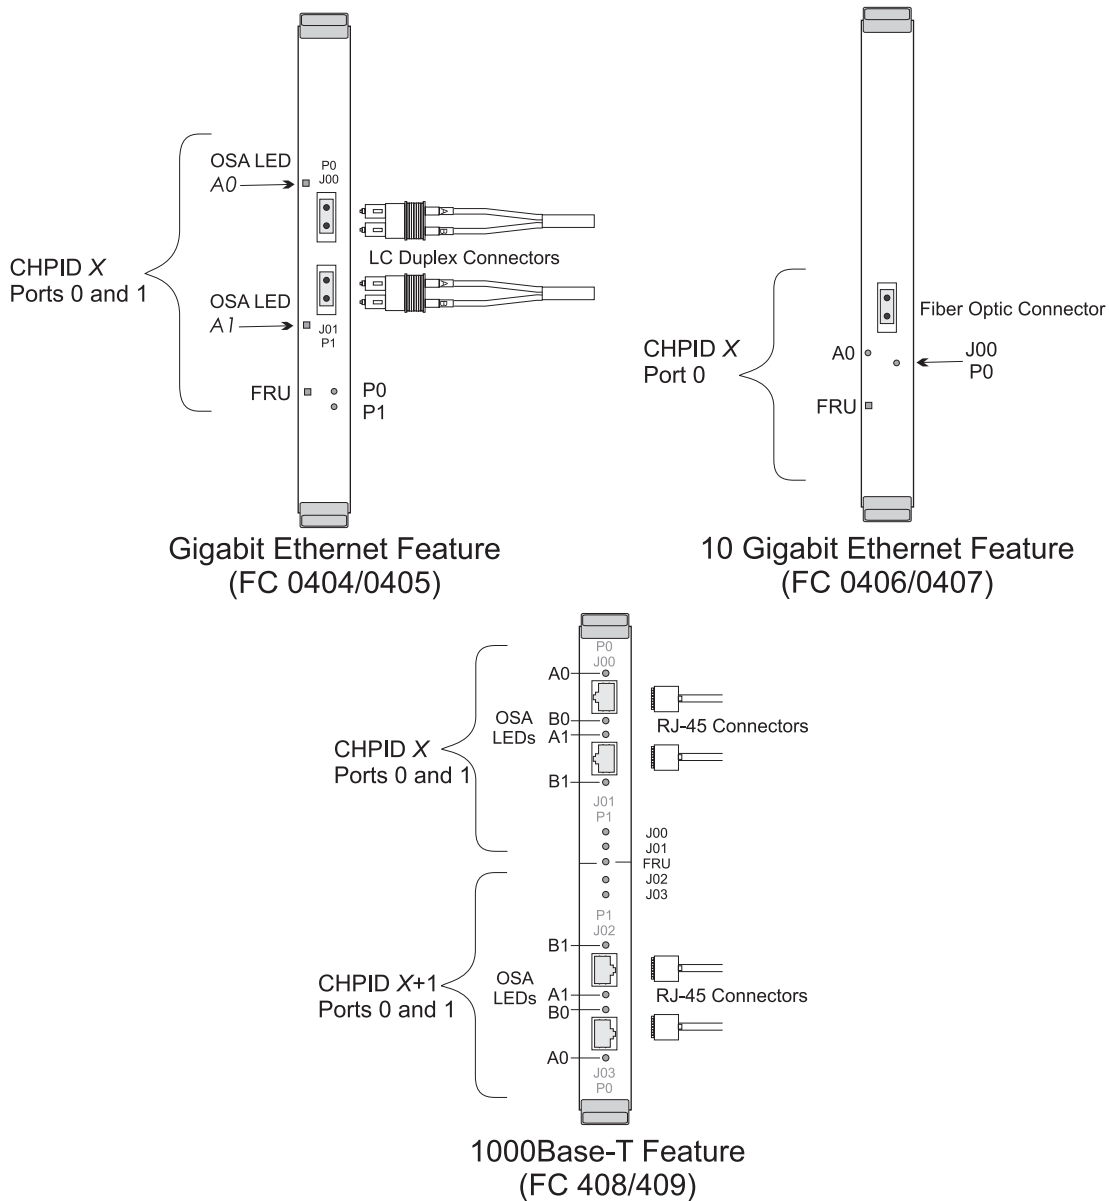 OSA LED
A0
P0
J00
LC Duplex Connectors
CHPID X
Ports 0 and 1
OSA LED
A1
J01
P1
FRU
P0
P1
Gigabit Ethernet Feature
(FC 0404/0405)
Fiber Optic Connector
CHPID X
Port 0
A0
J00
P0
FRU
10 Gigabit Ethernet Feature
(FC 0406/0407)
P0
J00
A0
OSA
LEDs
B0
A1
RJ-45 Connectors
CHPID X
Ports 0 and 1
B1
J01
P1
J00
J01
FRU
J02
J03
P1
J02
B1
CHPID X+1
Ports 0 and 1
OSA
LEDs
A1
B0
RJ-45 Connectors
A0
J03
P0
1000Base-T Feature
(FC 408/409)